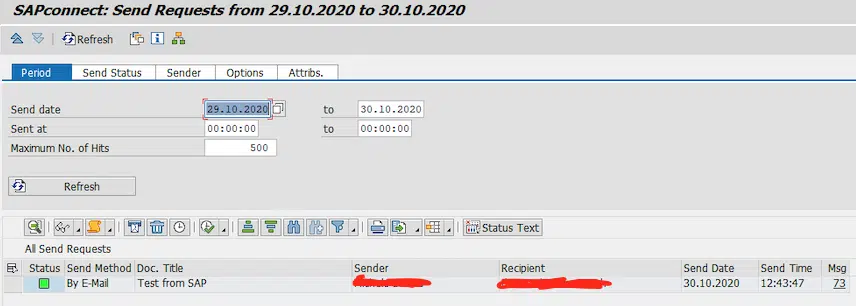 SAPconnect: Send Requests from 29.10.2020 to 30.10.2020
Refresh
Period Send Status Sender Options Attribs.
Send date 29.10.2020 to 30.10.2020
Sent at 00:00:00 to 00:00:00
Maximum No. of Hits 500
Refresh
Status Text
All Send Requests
Status Send Method Doc. Title Sender Recipient Send Date Send Time Msg
By E-Mail Test from SAP 30.10.2020 12:43:47 73